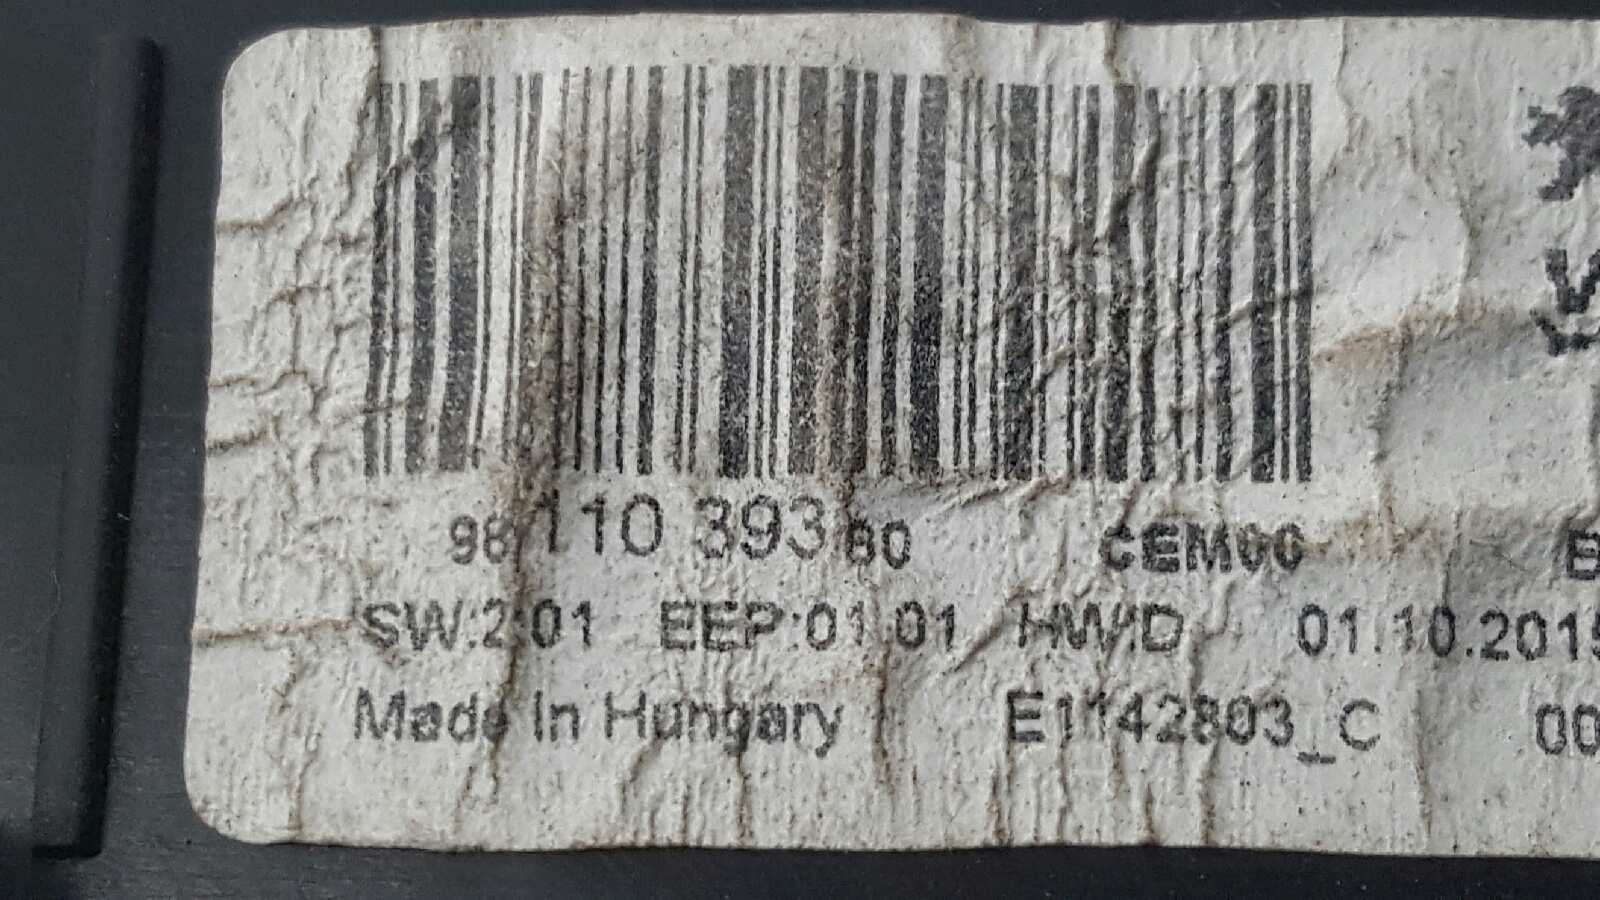 98 110 393 80 CEM00 B
SW:2.01 EEP:01.01 HW:D 01.10.2015
Made In Hungary E1142803_C 00